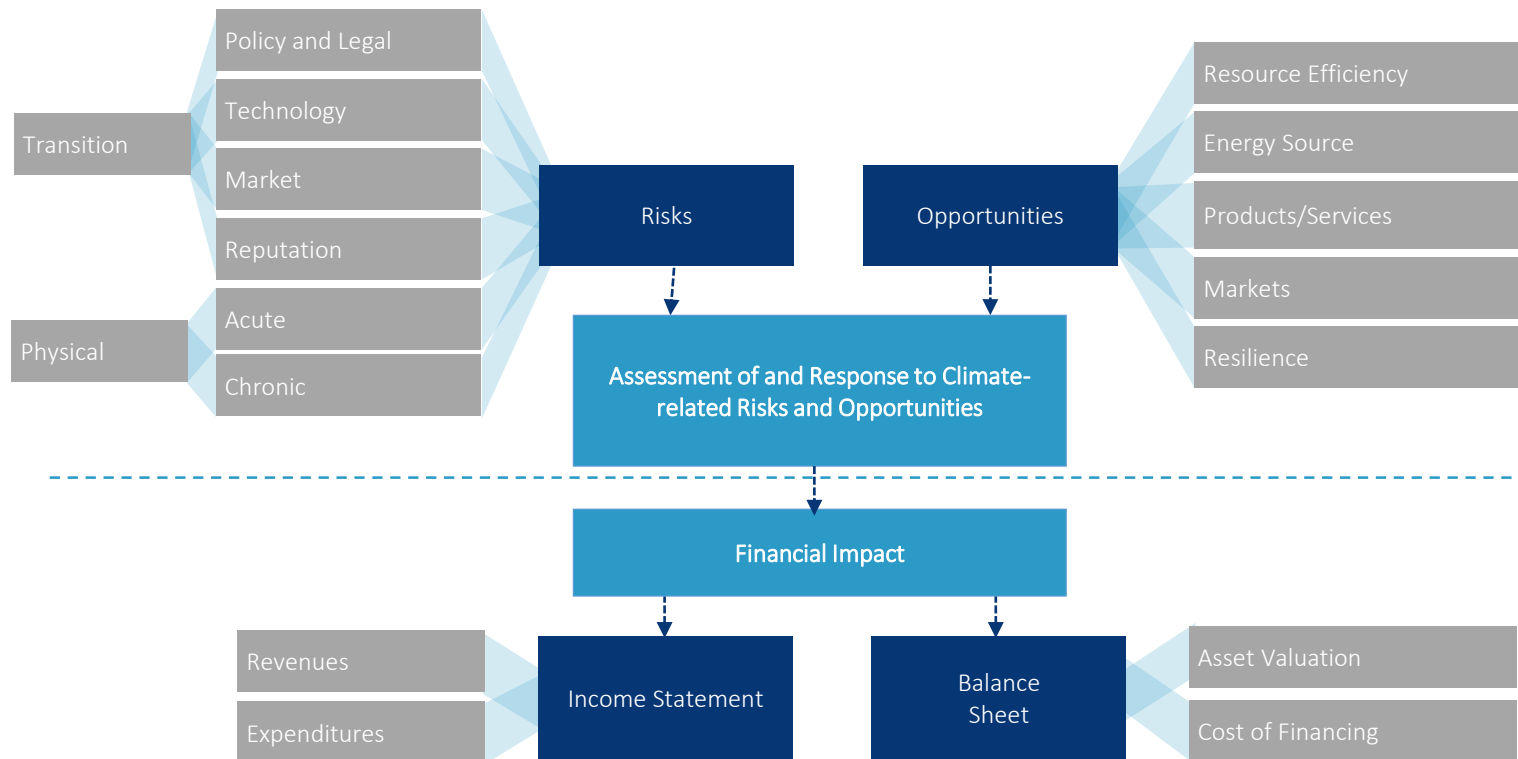 Policy and Legal
Technology
Transition
Market
Reputation
Acute
Physical
Chronic
Risks
Opportunities
Resource Efficiency
Energy Source
Products/Services
Markets
Resilience
Assessment of and Response to Climate-
related Risks and Opportunities
Financial Impact
Revenues
Expenditures
Income Statement
Balance
Sheet
Asset Valuation
Cost of Financing